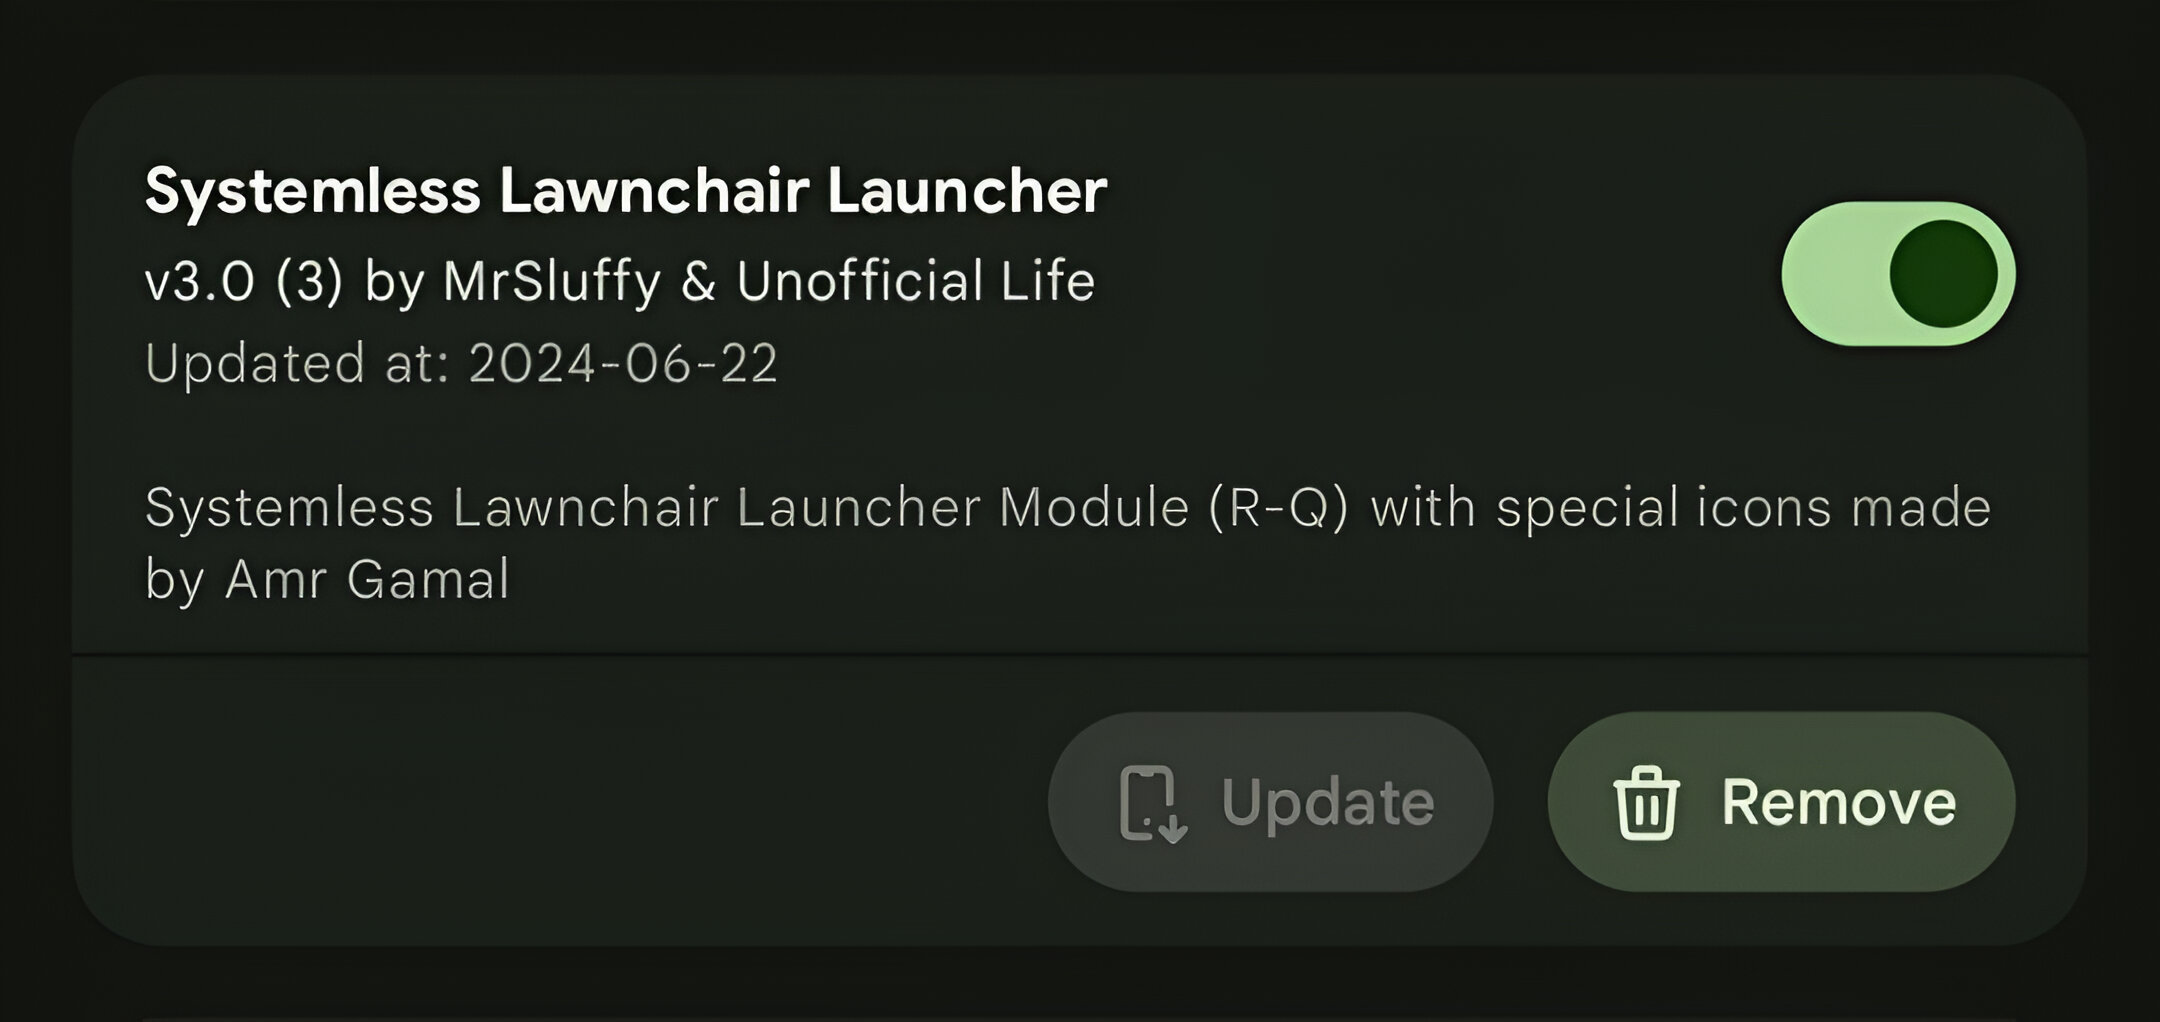 Systemless Lawnchair Launcher
v3.0 (3) by MrSluffy & Unofficial Life
Updated at: 2024-06-22
Systemless Lawnchair Launcher Module (R-Q) with special icons made
by Amr Gamal
Update
Remove